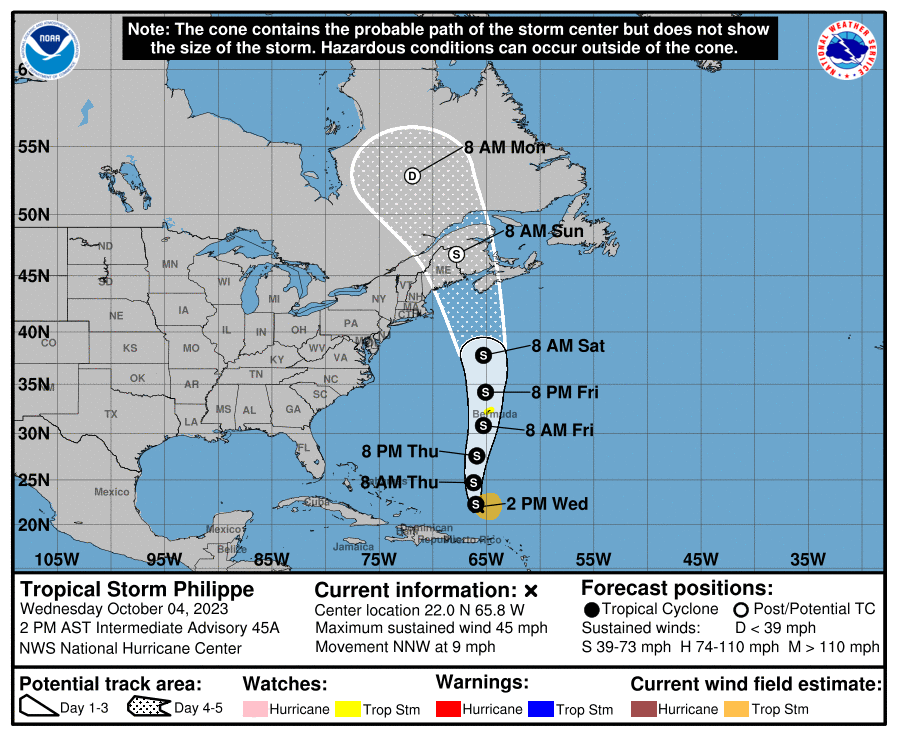 Note: The cone contains the probable path of the storm center but does not show
the size of the storm. Hazardous conditions can occur outside of the cone.
NOAA
NATIONAL WEATHER SERVICE
55N
50N
45N
40N
35N
30N
25N
20N
105W 95W 85W 75W 65W 55W 45W 35W
8 AM Mon
D
8 AM Sun
S
8 AM Sat
S
8 PM Fri
S
Bermuda
8 AM Fri
S
8 PM Thu
S
8 AM Thu
S
2 PM Wed
S
ND
MN
SD
WI
MI
ME
VT
NH
NY
MA
CT
NE
IA
IL
IN
OH
PA
CO
KS
MO
KY
WV
VA
OK
AR
TN
NC
SC
TX
LA
MS
AL
GA
FL
Mexico
Cuba
Mexico
Belize
Jamaica
Dominican
Republic
Puerto Rico
Tropical Storm Philippe
Wednesday October 04, 2023
2 PM AST Intermediate Advisory 45A
NWS National Hurricane Center
Current information: x
Center location 22.0 N 65.8 W
Maximum sustained wind 45 mph
Movement NNW at 9 mph
Forecast positions:
Tropical Cyclone Post/Potential TC
Sustained winds: D < 39 mph
S 39-73 mph H 74-110 mph M > 110 mph
Potential track area:
Day 1-3 Day 4-5
Watches:
Hurricane Trop Stm
Warnings:
Hurricane Trop Stm
Current wind field estimate:
Hurricane Trop Stm